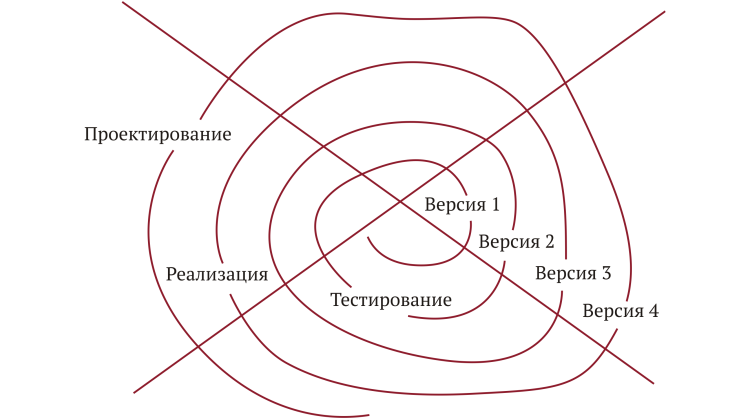 Проектирование
Версия 1
Версия 2
Реализация
Версия 3
Тестирование
Версия 4